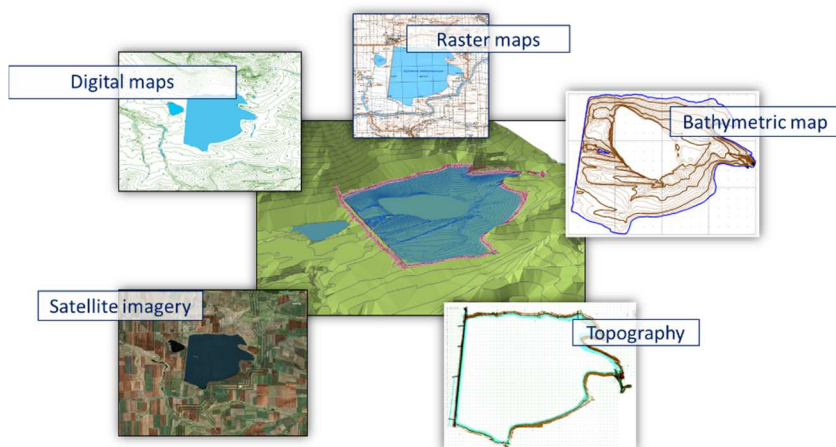 Raster maps
Digital maps
Bathymetric map
Satellite imagery
Topography